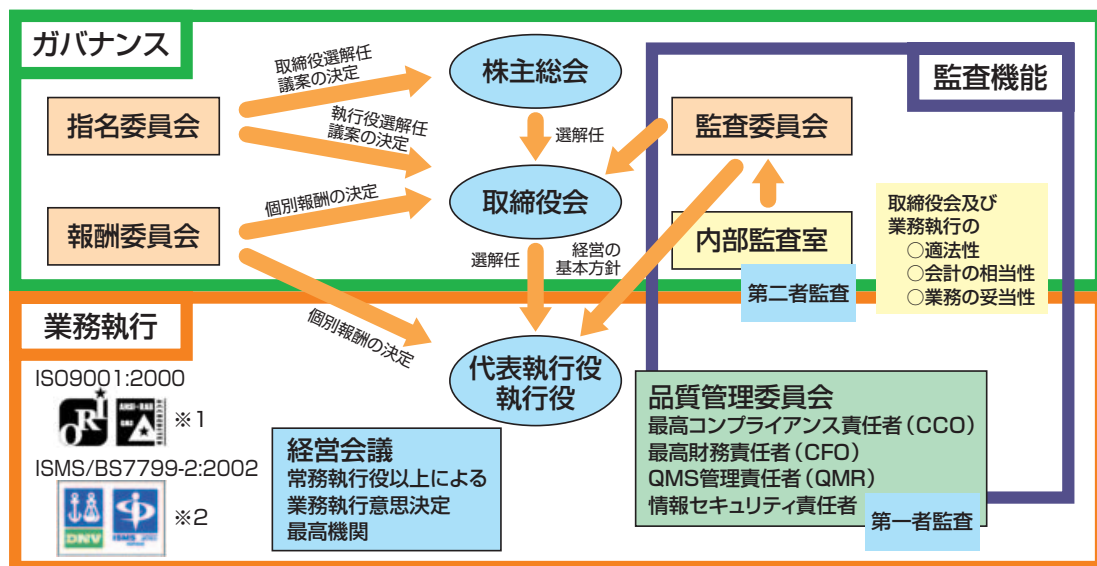 ガバナンス
取締役選解任
議案の決定
株主総会
監査機能
指名委員会
執行役選解任
議案の決定
選解任
監査委員会
個別報酬の決定
取締役会
取締役会及び
業務執行の
○適法性
○会計の相当性
○業務の妥当性
報酬委員会
内部監査室
選解任
経営の
基本方針
第二者監査
業務執行
個別報酬の決定
代表執行役
執行役
ISO9001:2000
ORI
※1
ISMS/BS7799-2:2002
DNV
ISMS
※2
経営会議
常務執行役以上による
業務執行意思決定
最高機関
品質管理委員会
最高コンプライアンス責任者(CCO)
最高財務責任者(CFO)
QMS管理責任者(QMR)
情報セキュリティ責任者
第一者監査